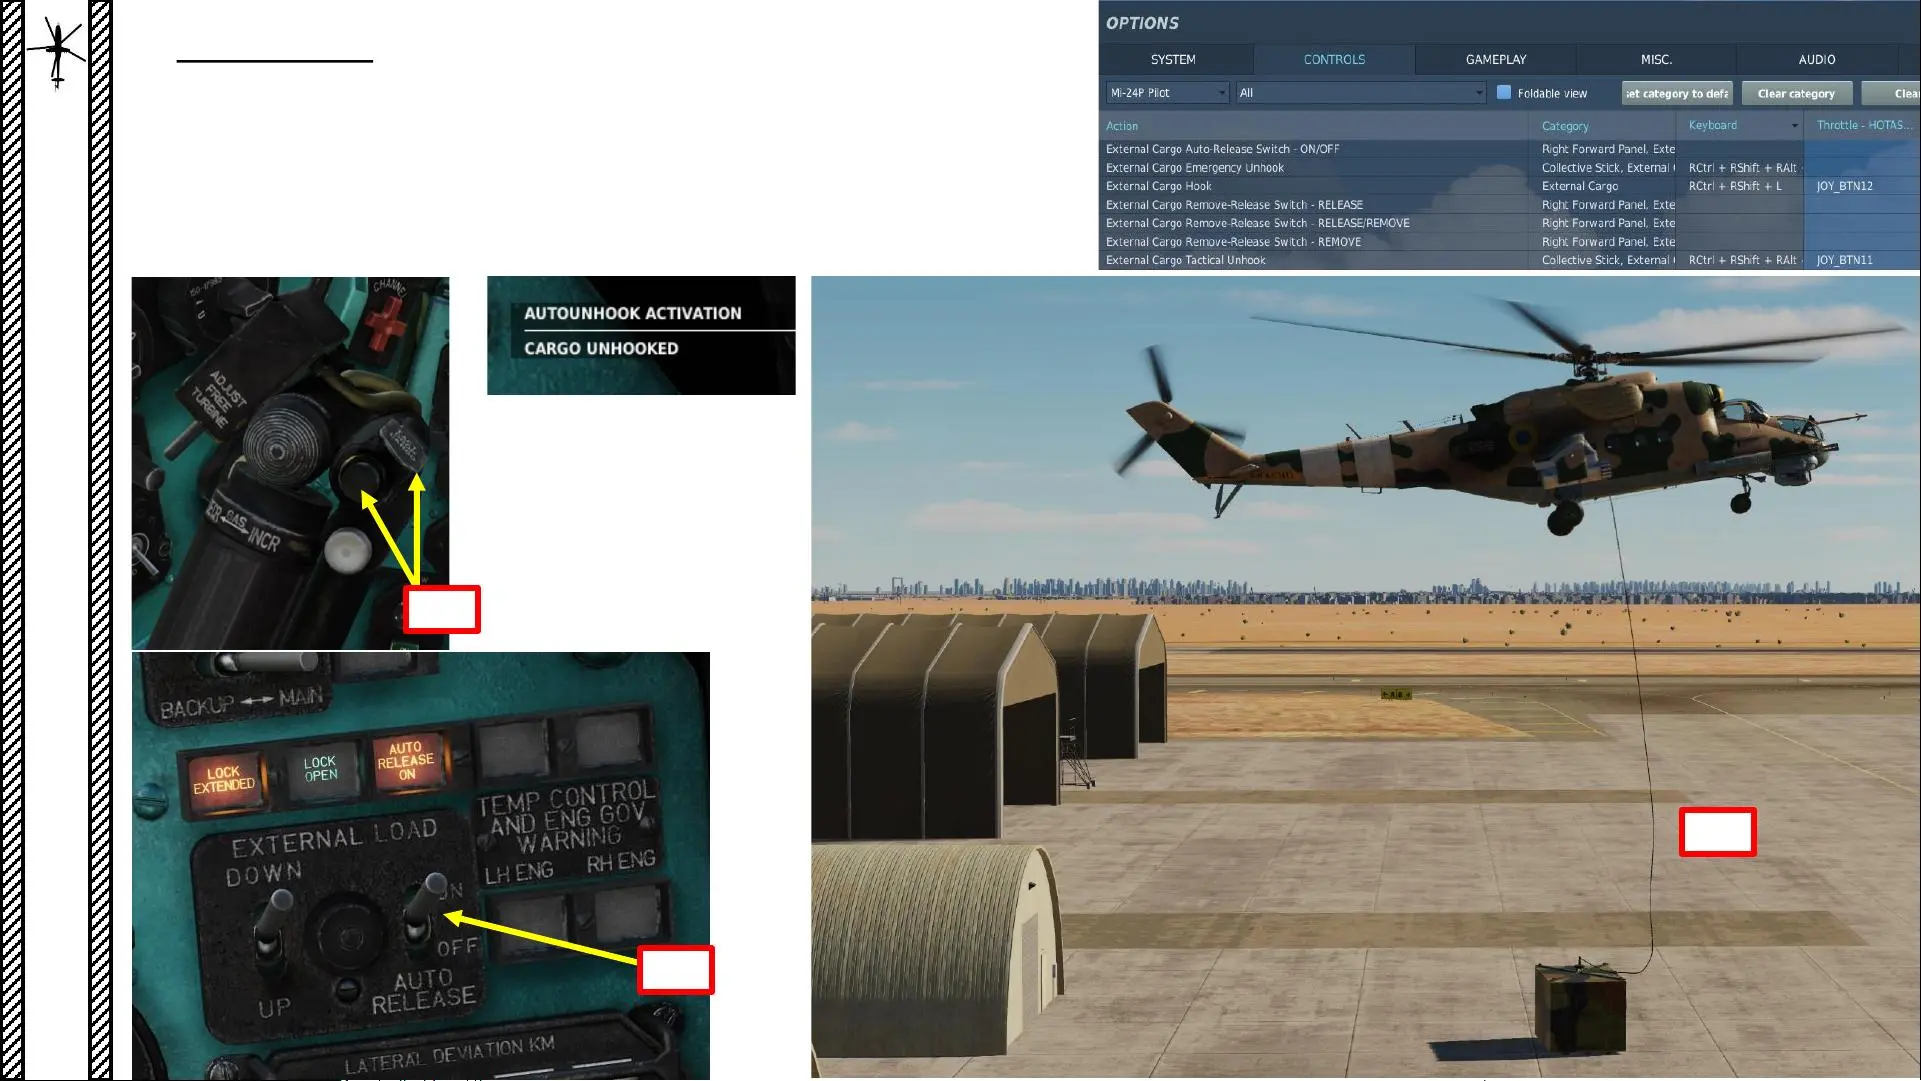 OPTIONS
SYSTEM CONTROLS GAMEPLAY MISC. AUDIO
Mi-24P Pilot All Foldable view set category to defa Clear category Clea
Action Category Keyboard Throttle - HOTAS...
External Cargo Auto-Release Switch - ON/OFF Right Forward Panel, Exte
External Cargo Emergency Unhook Collective Stick, External RCtrl + RShift + RAlt
External Cargo Hook External Cargo RCtrl + RShift + L JOY_BTN12
External Cargo Remove-Release Switch - RELEASE Right Forward Panel, Exte
External Cargo Remove-Release Switch - RELEASE/REMOVE Right Forward Panel, Exte
External Cargo Remove-Release Switch - REMOVE Right Forward Panel, Exte
External Cargo Tactical Unhook Collective Stick, External RCtrl + RShift + RAlt JOY_BTN11
CHANNEL
ADJUST
FREE
TURBINE
GAS
INCR
AUTOUNHOOK ACTIVATION
CARGO UNHOOKED
BACKUP ↔ MAIN
LOCK
EXTENDED
LOCK
OPEN
AUTO
RELEASE
ON
TEMP CONTROL
AND ENG GOV
WARNING
LH ENG RH ENG
EXTERNAL LOAD
DOWN
ON
OFF
UP
AUTO
RELEASE
LATERAL DEVIATION KM